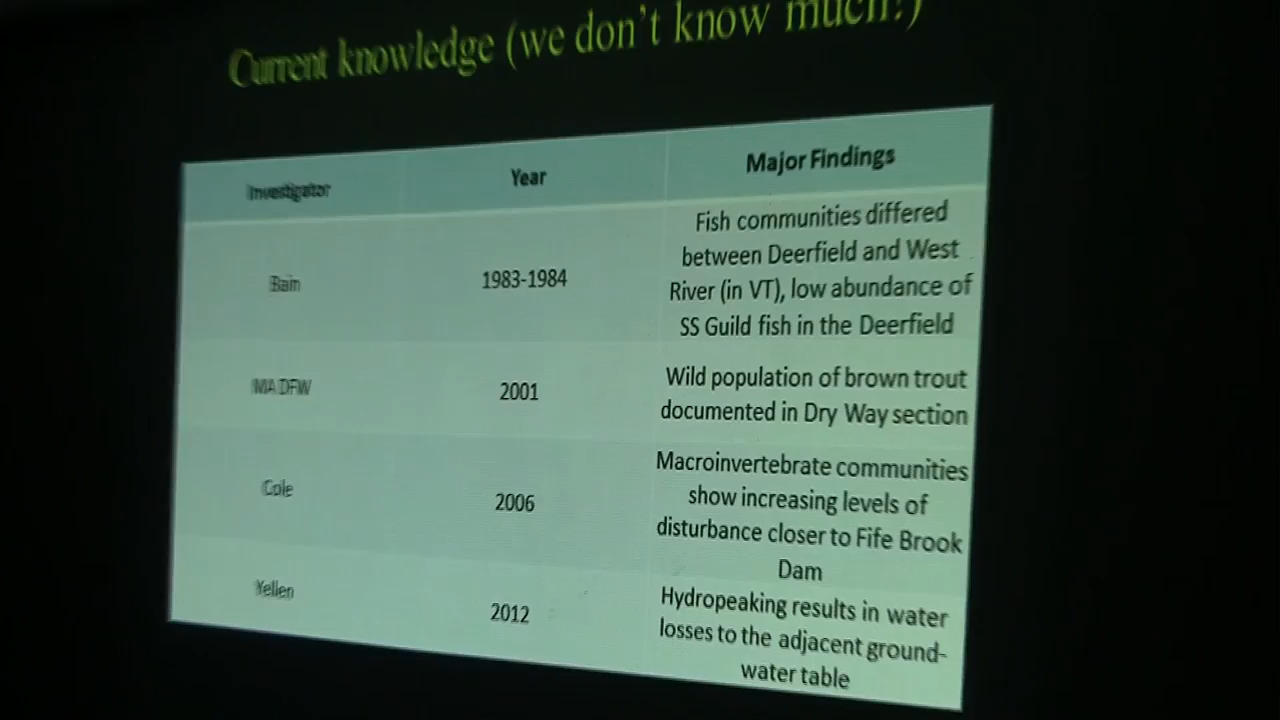 Current knowledge (we don't know much!)
Investigator Year Major Findings
Bain 1983-1984 Fish communities differed
between Deerfield and West
River (in VT), low abundance of
SS Guild fish in the Deerfield
MA DFW 2001 Wild population of brown trout
documented in Dry Way section
Cole 2006 Macroinvertebrate communities
show increasing levels of
disturbance closer to Fife Brook
Dam
Yellen 2012 Hydropeaking results in water
losses to the adjacent ground-
water table